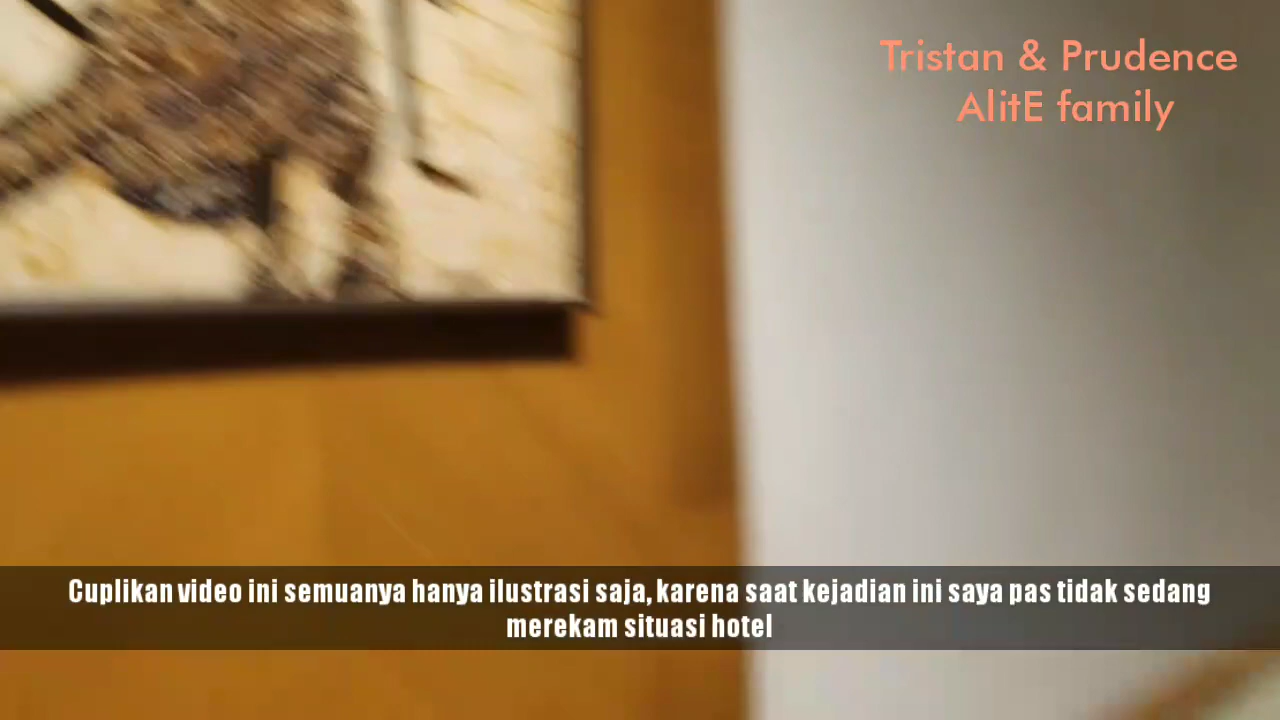 Tristan & Prudence
AlitE family
Cuplikan video ini semuanya hanya ilustrasi saja, karena saat kejadian ini saya pas tidak sedang
merekam situasi hotel